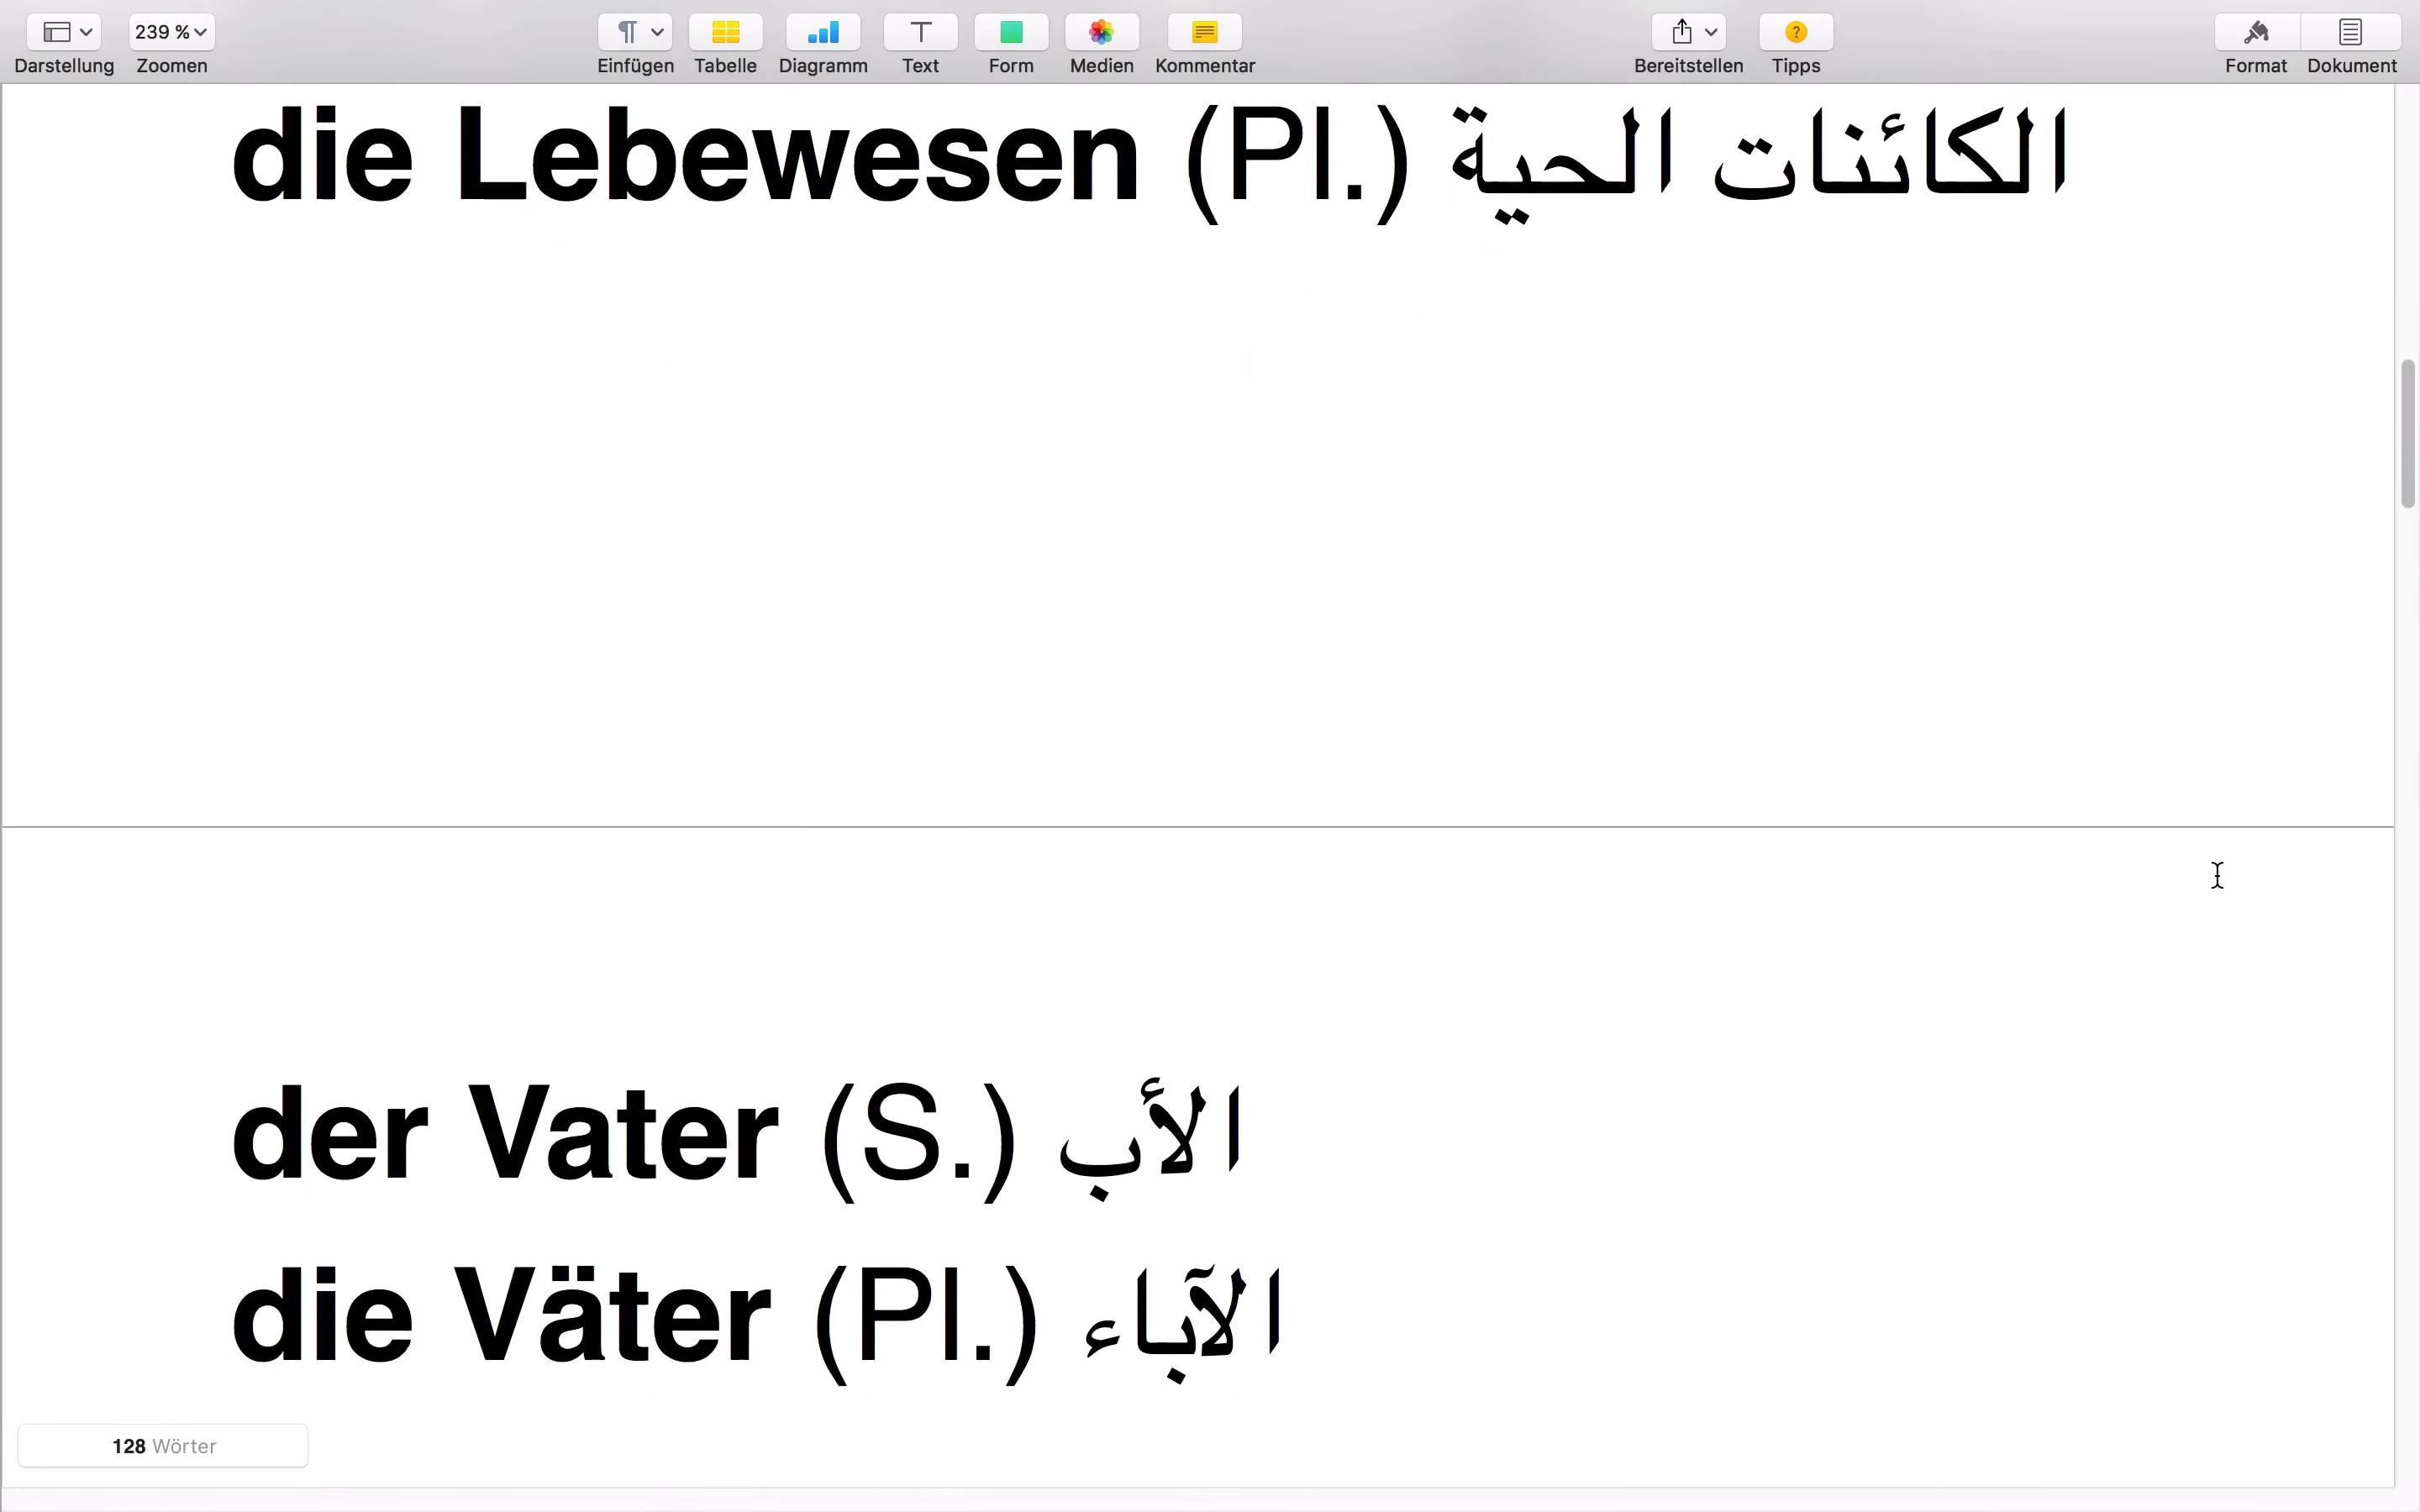 239 %
Darstellung Zoomen Einfügen Tabelle Diagramm Text Form Medien Kommentar Bereitstellen Tipps Format Dokument
die Lebewesen (Pl.) الكائنات الحية
der Vater (S.) الأب
die Väter (Pl.) الآباء
128 Wörter